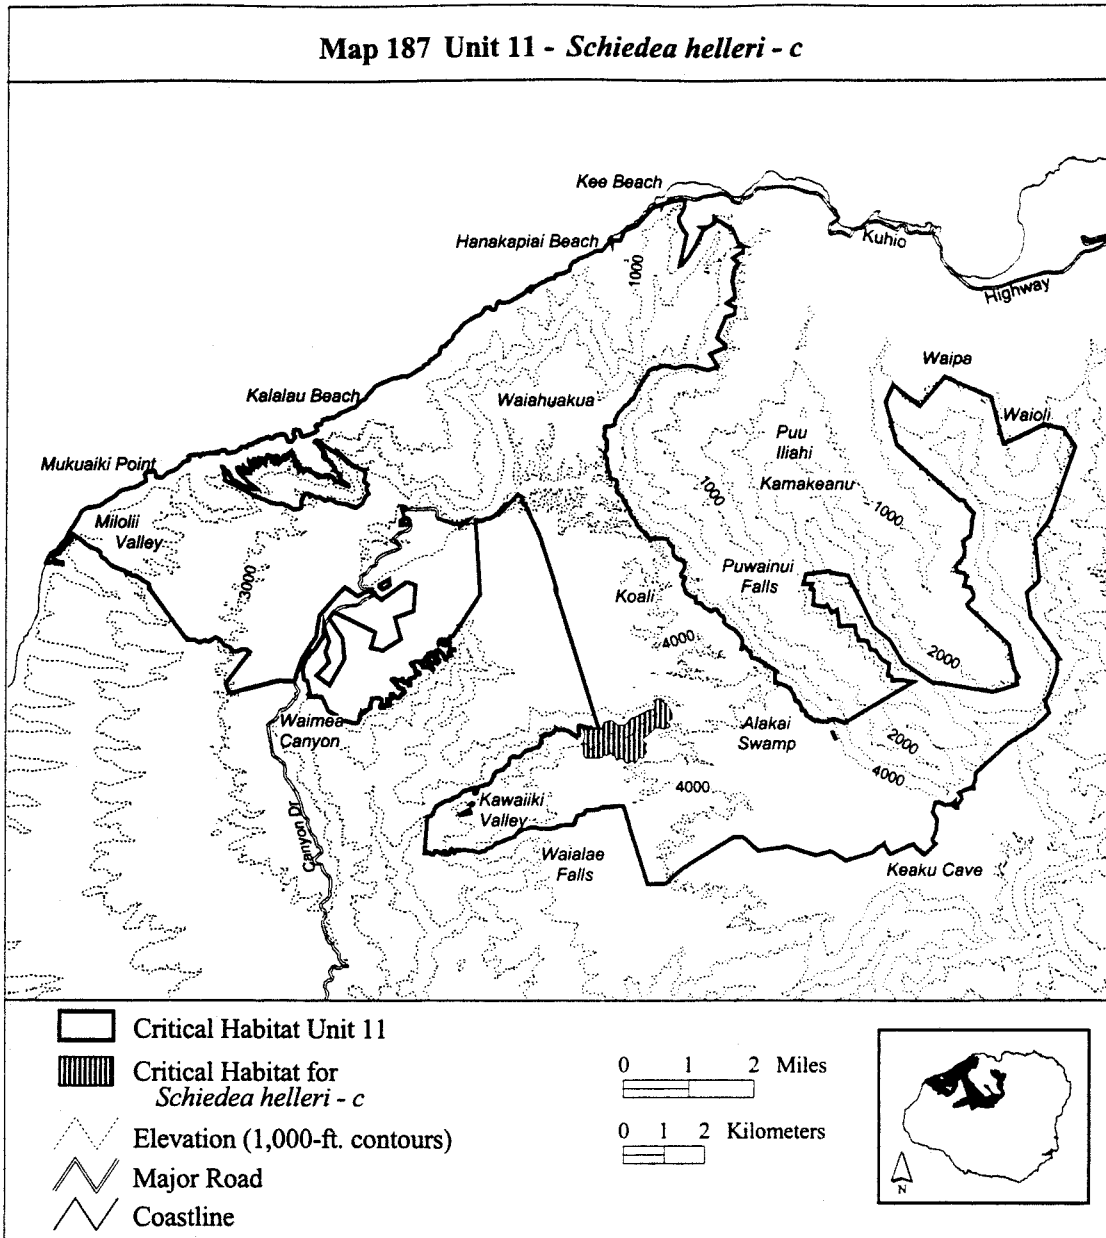 Map 187 Unit 11 - Schiedea helleri - c
Kee Beach
Hanakapiai Beach
Kuhio
Highway
1000
Waipa
Kalalau Beach
Waiahuakua
Waioli
Puu
Iliahi
Mukuaiki Point
Kamakeanu
1000
1000
Milolii
Valley
3000
Puwainui
Falls
Koali
4000
2000
Waimea
Canyon
Alakai
Swamp
2000
4000
4000
Kawaiiki
Valley
Canyon Dr
Waialae
Falls
Keaku Cave
Critical Habitat Unit 11
Critical Habitat for
Schiedea helleri - c
Elevation (1,000-ft. contours)
Major Road
Coastline
0 1 2 Miles
0 1 2 Kilometers
N